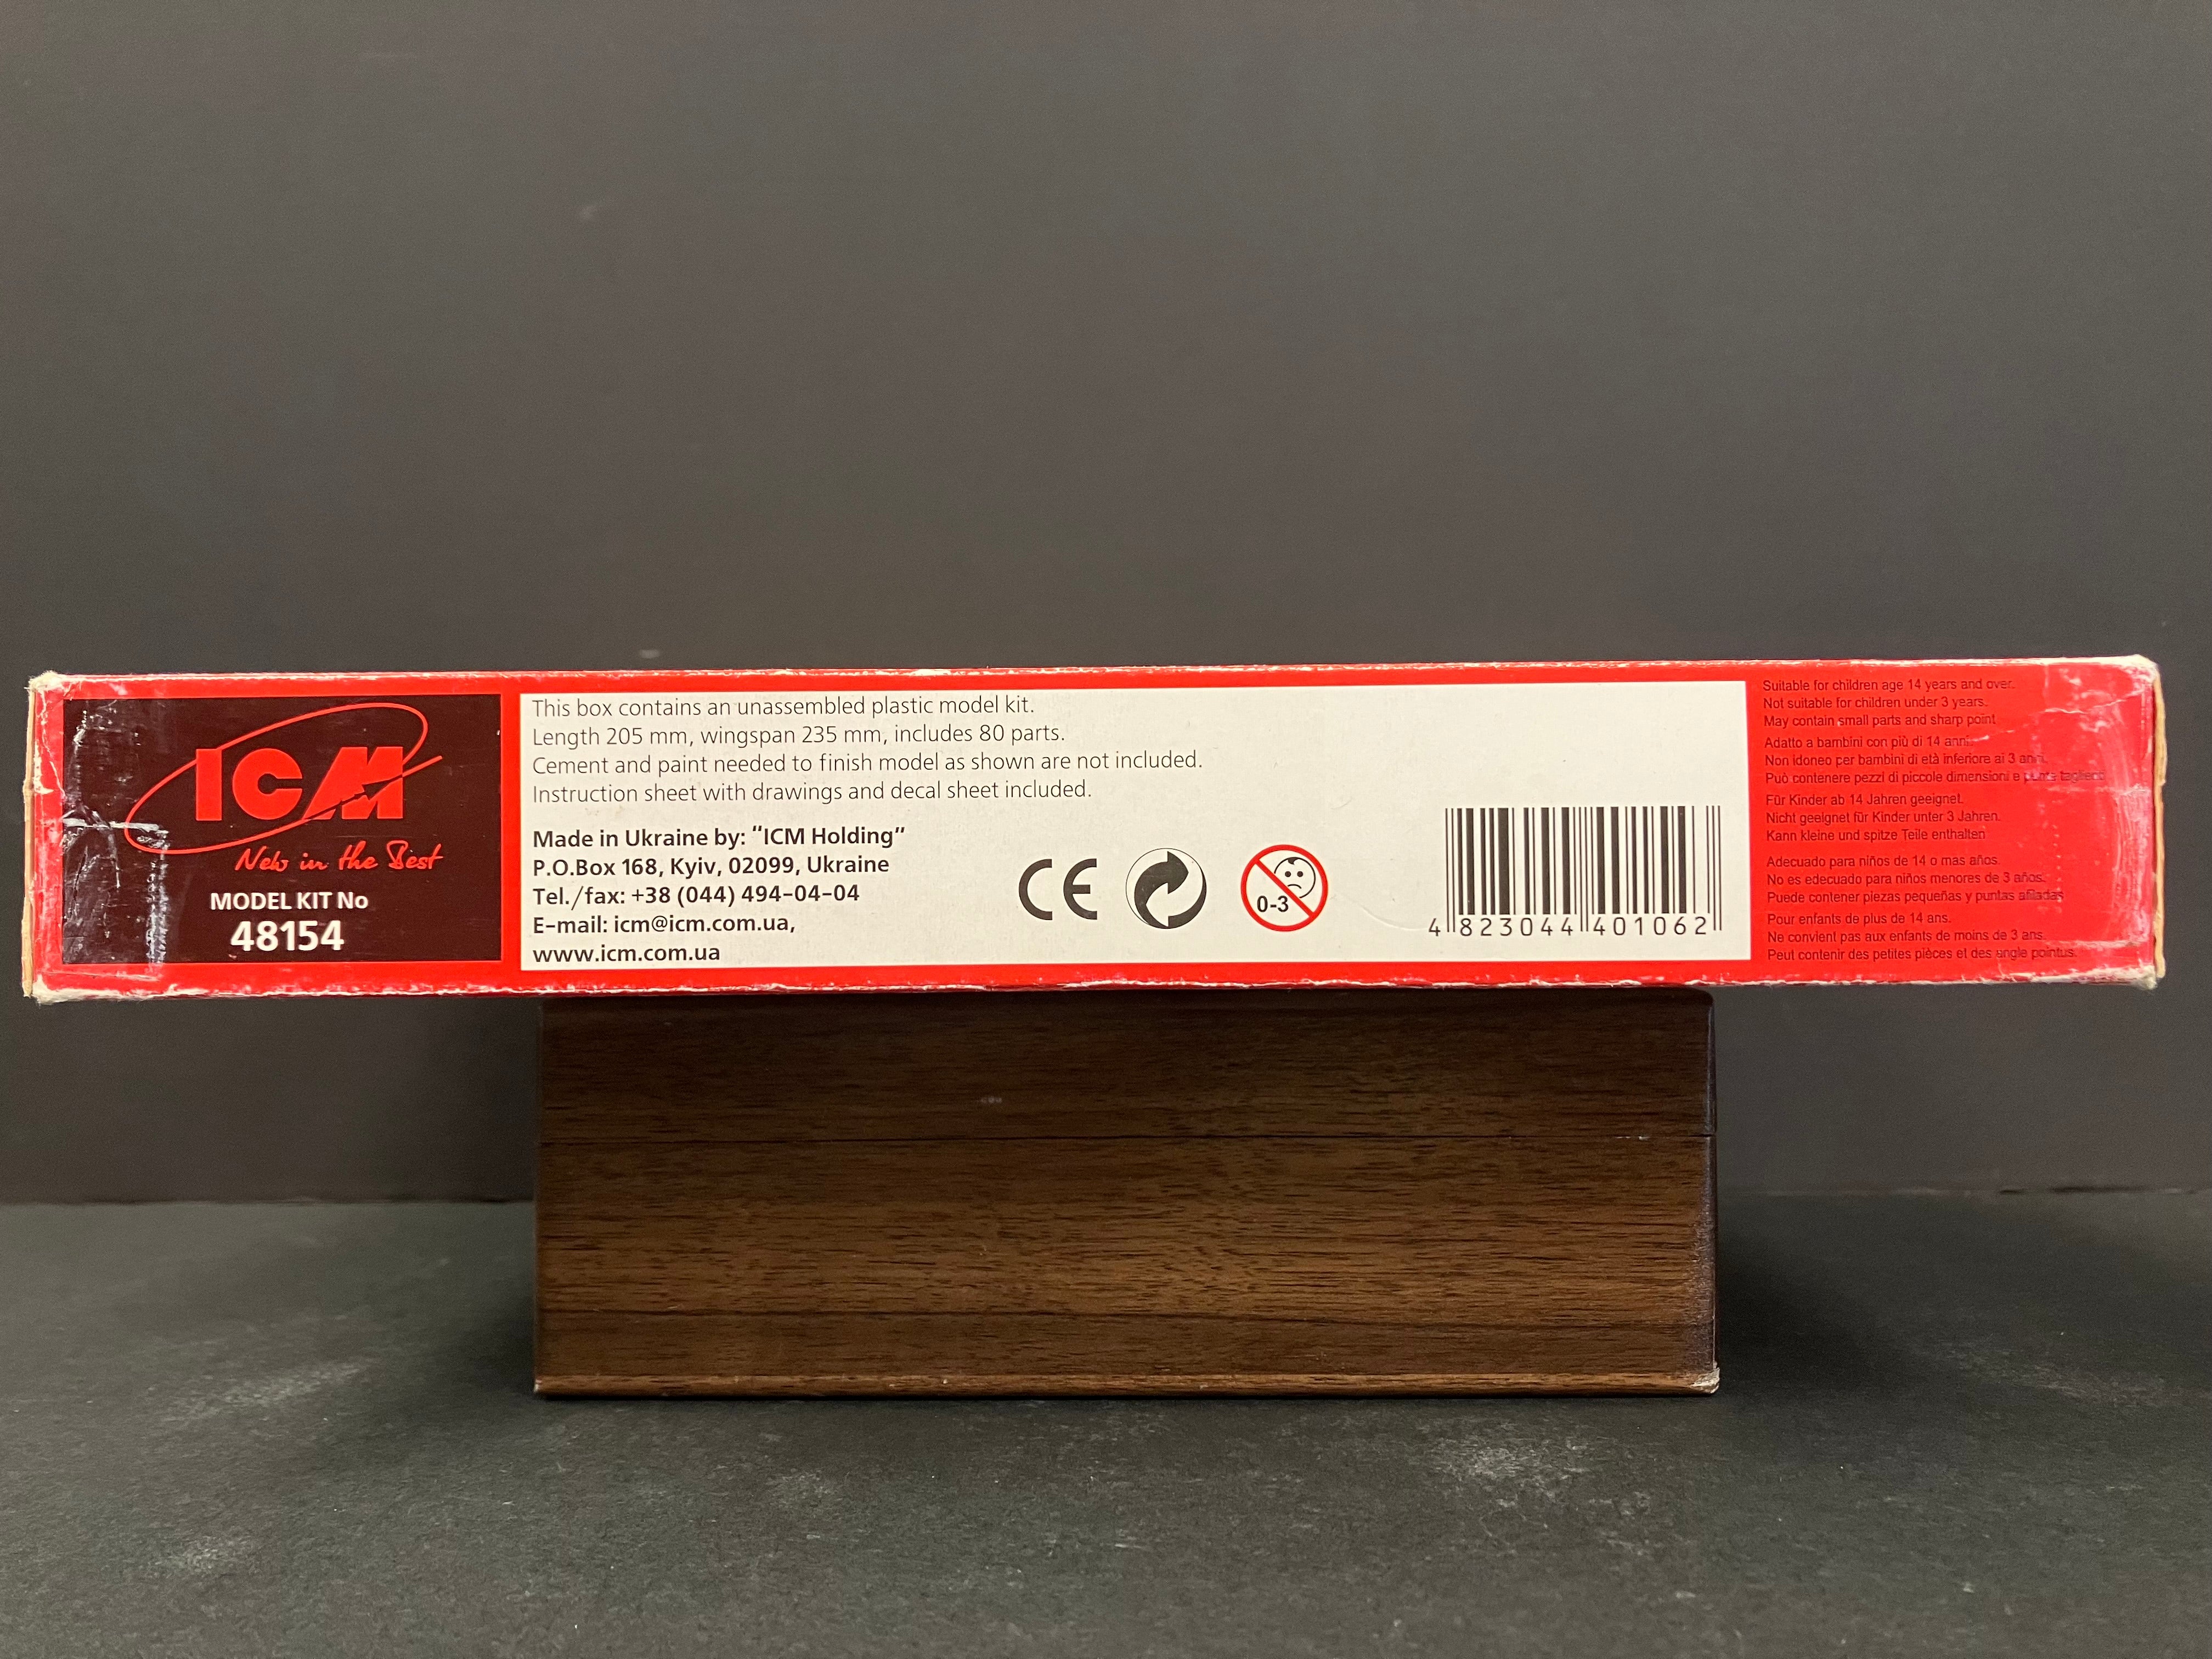 ICM
New in the Best
MODEL KIT No
48154
This box contains an unassembled plastic model kit.
Length 205 mm, wingspan 235 mm, includes 80 parts.
Cement and paint needed to finish model as shown are not included.
Instruction sheet with drawings and decal sheet included.
Made in Ukraine by: "ICM Holding"
P.O.Box 168, Kyiv, 02099, Ukraine
Tel./fax: +38 (044) 494-04-04
E-mail: icm@icm.com.ua,
www.icm.com.ua
CE
0-3
4 823044 401062
Suitable for children age 14 years and over.
Not suitable for children under 3 years.
May contain small parts and sharp point
Adatto a bambini con più di 14 anni.
Non idoneo per bambini di età inferiore ai 3 anni.
Può contenere pezzi di piccole dimensioni e punte
Für Kinder ab 14 Jahren geeignet.
Nicht geeignet für Kinder unter 3 Jahren.
Kann kleine und spitze Teile enthalten
Adecuado para niños de 14 o mas años.
No es edecuado para niños menores de 3 años.
Puede contener piezas pequeñas y puntas afiladas
Pour enfants de plus de 14 ans.
Ne convient pas aux enfants de moins de 3 ans.
Peut contenir des petites pièces et des angle pointus.